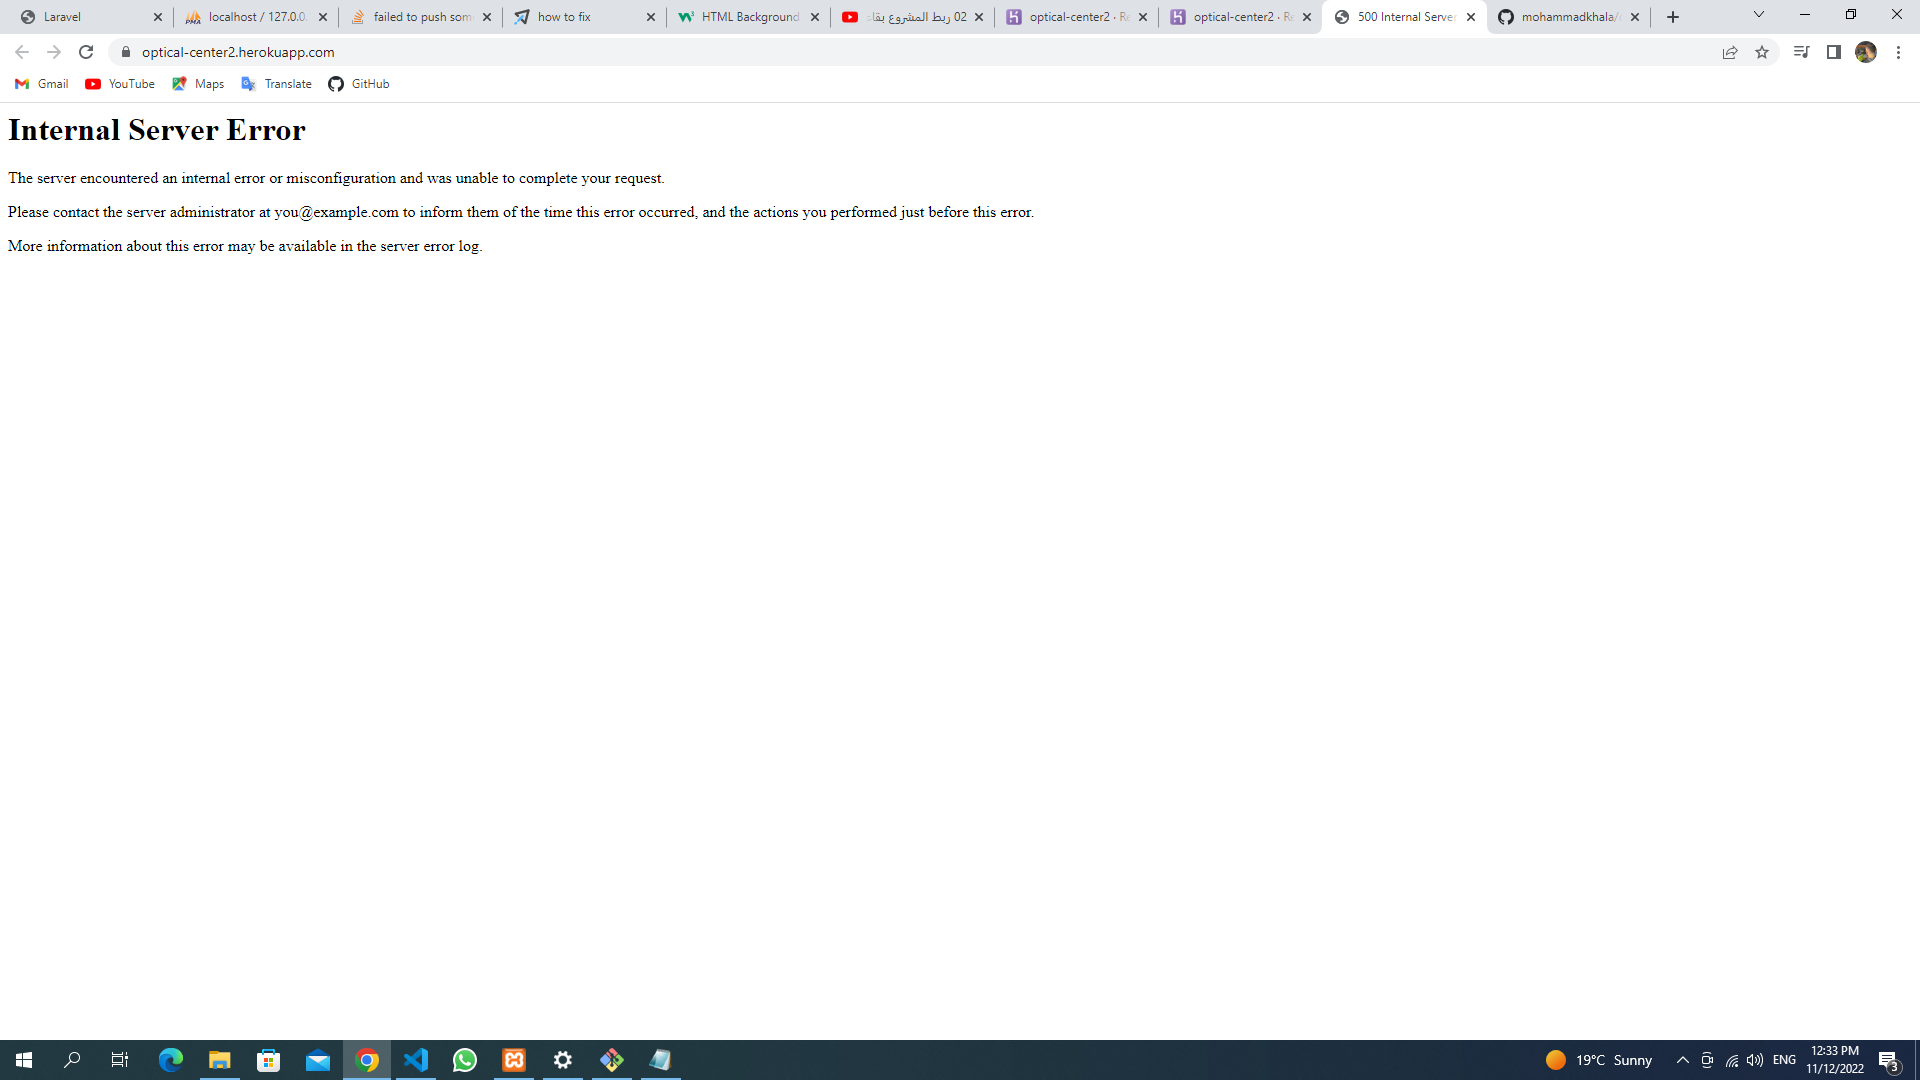 Laravel
localhost / 127.0.0.
failed to push som
how to fix
HTML Background
02 ربط المشروع بقاء
optical-center2 · Re
optical-center2 · Re
500 Internal Server
mohammadkhala/
optical-center2.herokuapp.com
Gmail
YouTube
Maps
Translate
GitHub
Internal Server Error
The server encountered an internal error or misconfiguration and was unable to complete your request.
Please contact the server administrator at you@example.com to inform them of the time this error occurred, and the actions you performed just before this error.
More information about this error may be available in the server error log.
19°C Sunny
ENG
12:33 PM
11/12/2022
3